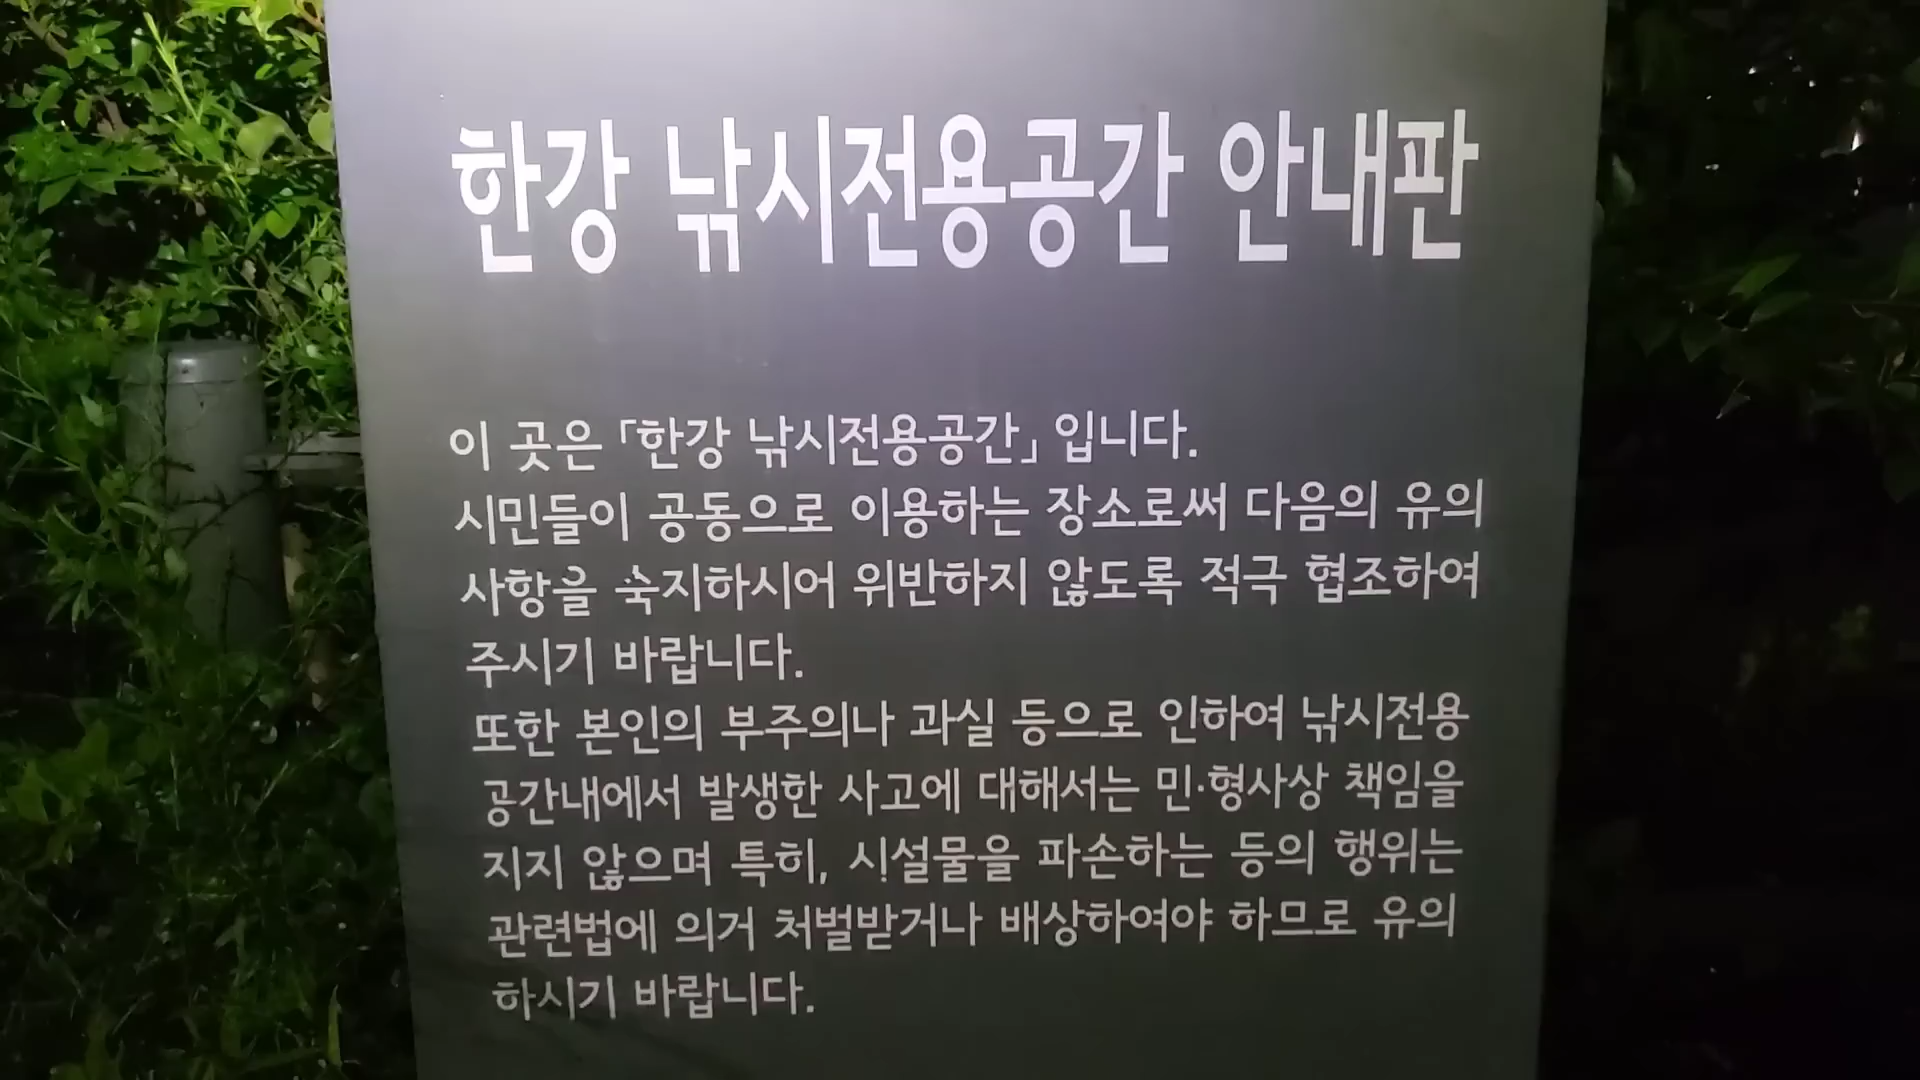 한강 낚시전용공간 안내판
이 곳은 「한강 낚시전용공간」 입니다.
시민들이 공동으로 이용하는 장소로써 다음의 유의
사항을 숙지하시어 위반하지 않도록 적극 협조하여
주시기 바랍니다.
또한 본인의 부주의나 과실 등으로 인하여 낚시전용
공간내에서 발생한 사고에 대해서는 민·형사상 책임을
지지 않으며 특히, 시설물을 파손하는 등의 행위는
관련법에 의거 처벌받거나 배상하여야 하므로 유의
하시기 바랍니다.